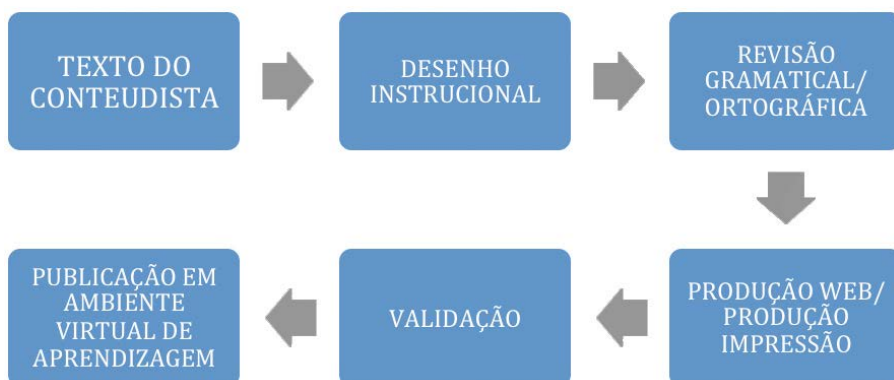 TEXTO DO
CONTEUDISTA
DESENHO
INSTRUCIONAL
REVISÃO
GRAMATICAL/
ORTOGRÁFICA
PRODUÇÃO WEB/
PRODUÇÃO
IMPRESSÃO
VALIDAÇÃO
PUBLICAÇÃO EM
AMBIENTE
VIRTUAL DE
APRENDIZAGEM